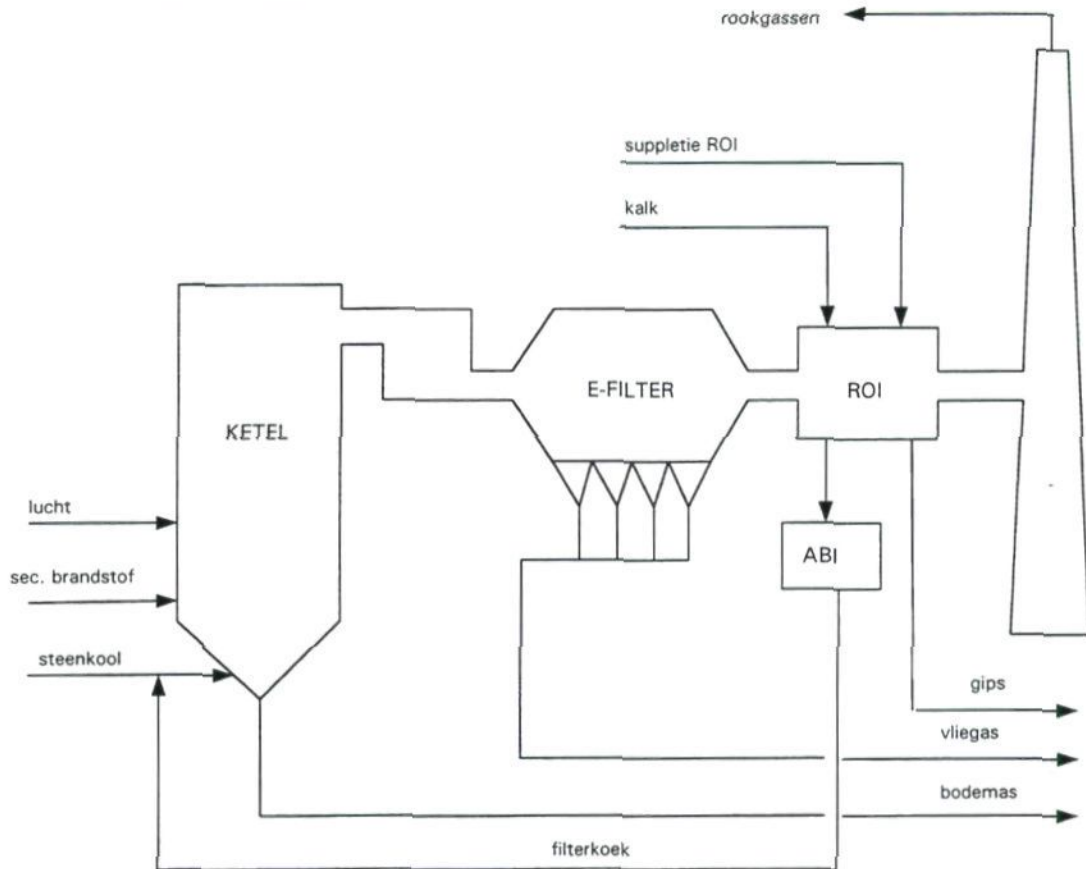 rookgassen
suppletie ROI
kalk
KETEL
E-FILTER
ROI
lucht
ABI
sec. brandstof
steenkool
gips
vliegas
bodemas
filterkoek